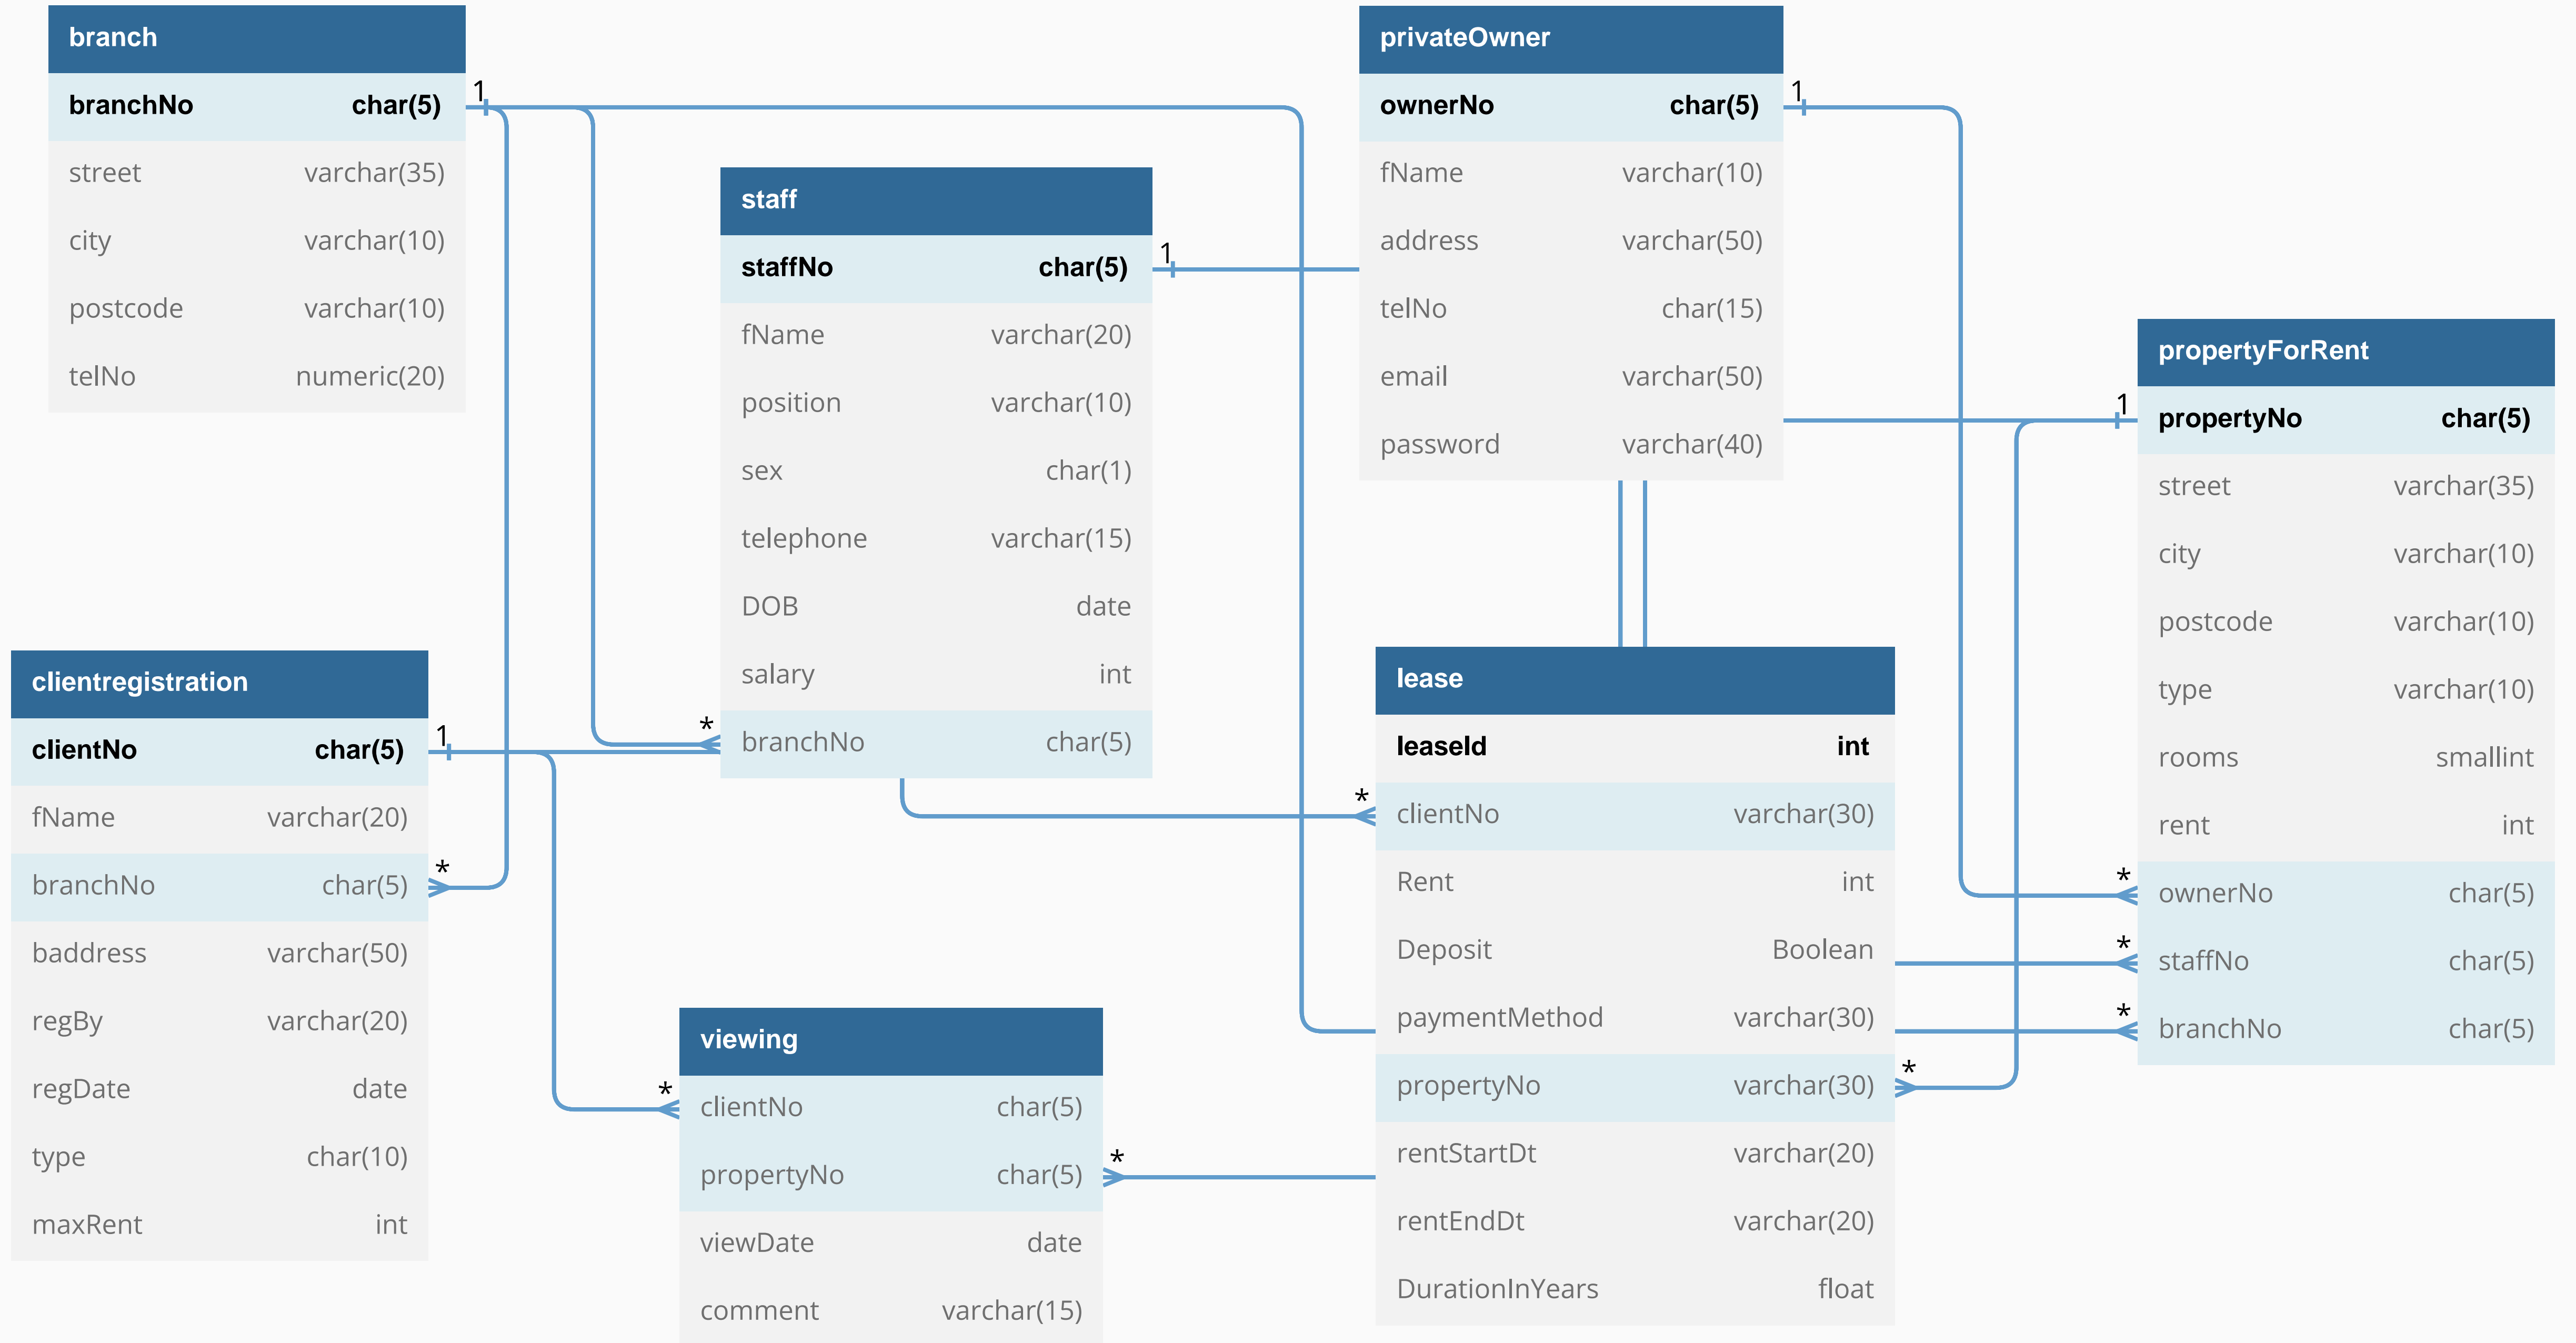 branch
branchNo char(5)
street varchar(35)
city varchar(10)
postcode varchar(10)
telNo numeric(20)
1
staff
staffNo char(5)
fName varchar(20)
position varchar(10)
sex char(1)
telephone varchar(15)
DOB date
salary int
branchNo char(5)
1
*
privateOwner
ownerNo char(5)
fName varchar(10)
address varchar(50)
telNo char(15)
email varchar(50)
password varchar(40)
1
propertyForRent
propertyNo char(5)
street varchar(35)
city varchar(10)
postcode varchar(10)
type varchar(10)
rooms smallint
rent int
ownerNo char(5)
staffNo char(5)
branchNo char(5)
1
*
*
*
clientregistration
clientNo char(5)
fName varchar(20)
branchNo char(5)
baddress varchar(50)
regBy varchar(20)
regDate date
type char(10)
maxRent int
1
*
viewing
clientNo char(5)
propertyNo char(5)
viewDate date
comment varchar(15)
*
*
lease
leaseId int
clientNo varchar(30)
Rent int
Deposit Boolean
paymentMethod varchar(30)
propertyNo varchar(30)
rentStartDt varchar(20)
rentEndDt varchar(20)
DurationInYears float
*
*